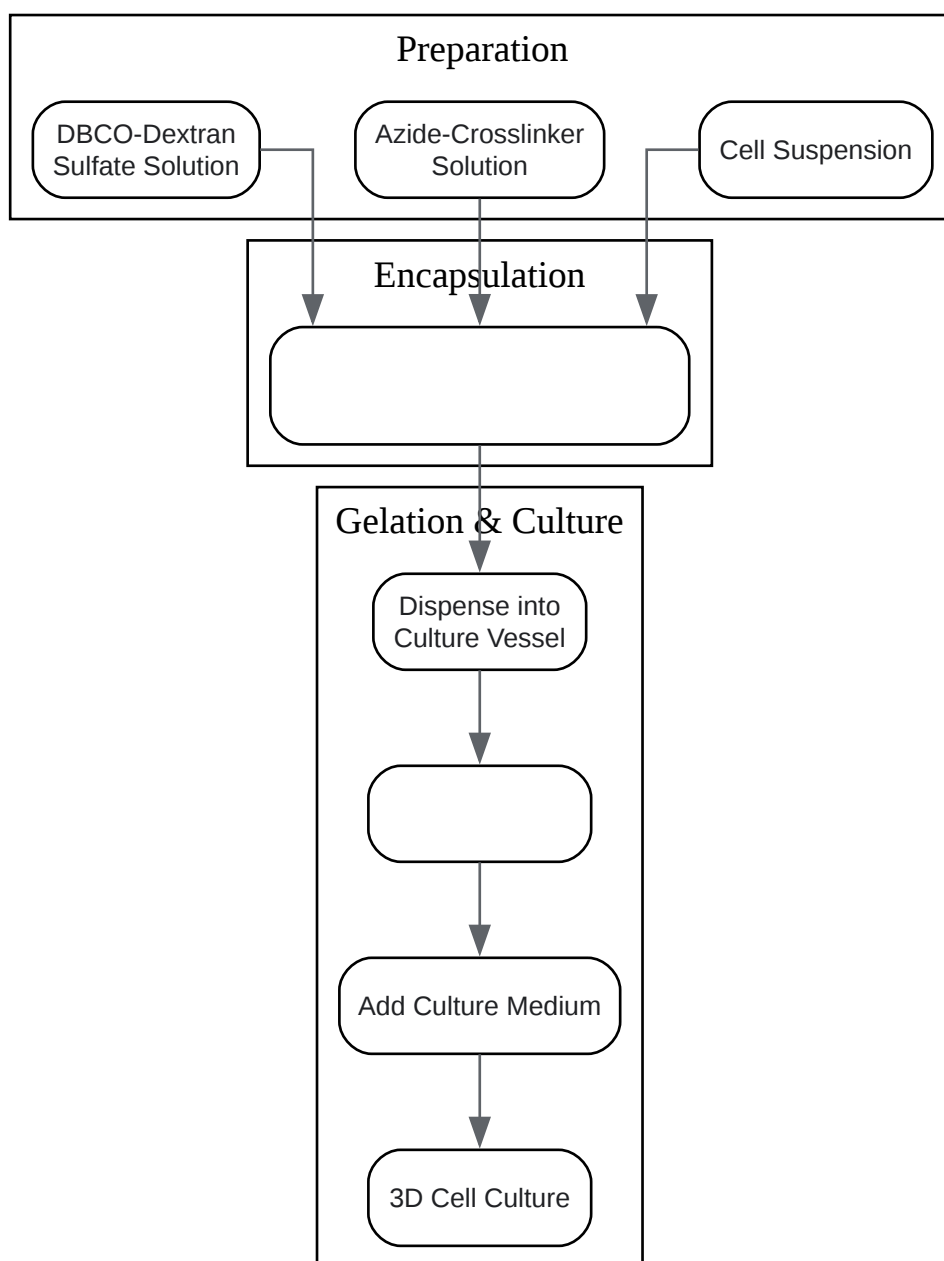 Preparation
DBCO-Dextran
Sulfate Solution
Azide-Crosslinker
Solution
Cell Suspension
Encapsulation
Gelation & Culture
Dispense into
Culture Vessel
Add Culture Medium
3D Cell Culture